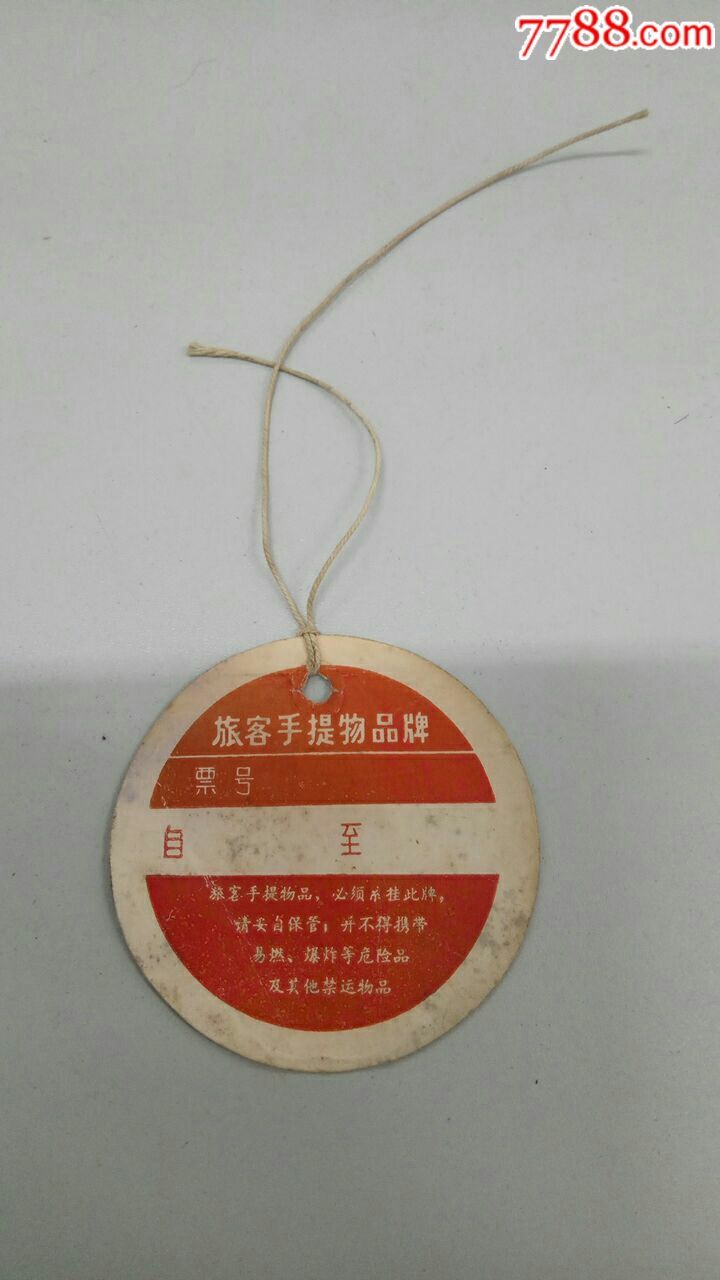 7788.com
旅客手提物品牌
票号
自 至
旅客手提物品，必须系挂此牌，
请妥自保管；并不得携带
易燃、爆炸等危险品
及其他禁运物品